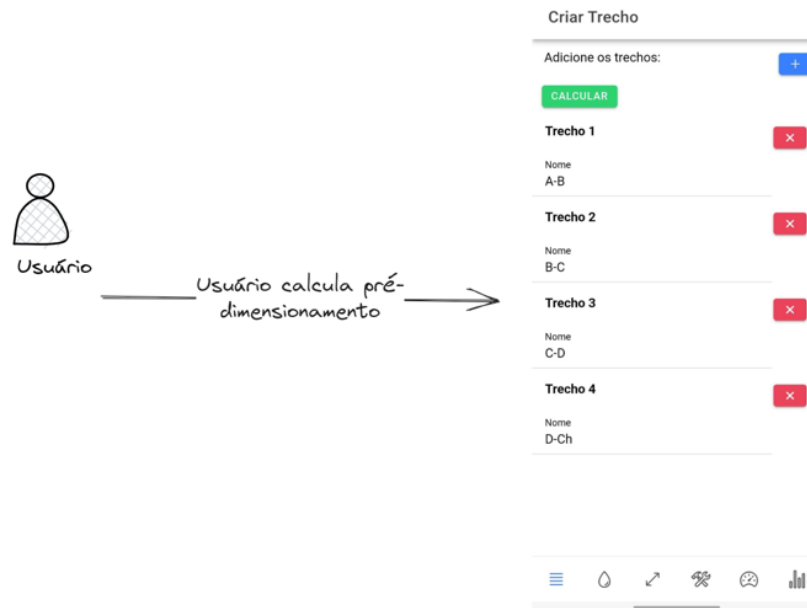 Criar Trecho
Adicione os trechos:
+
CALCULAR
Trecho 1
×
Nome
A-B
Trecho 2
×
Nome
B-C
Trecho 3
×
Nome
C-D
Trecho 4
×
Nome
D-Ch
Usuário
Usuário calcula pré-
dimensionamento